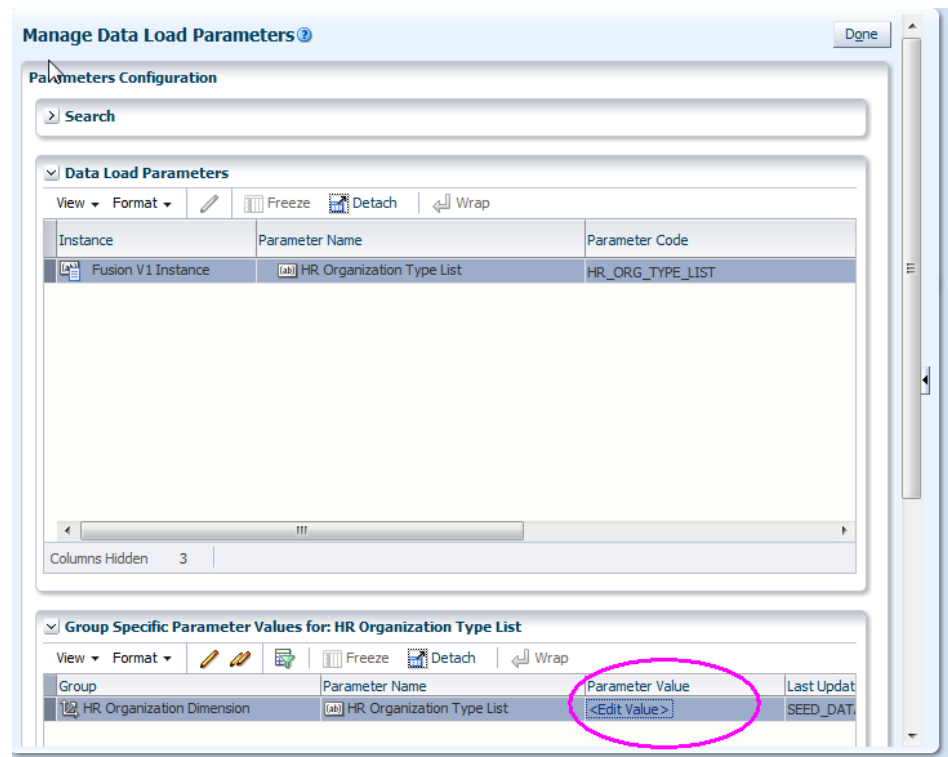 Manage Data Load Parameters
Done
Parameters Configuration
Search
Data Load Parameters
View Format Freeze Detach Wrap
Instance Parameter Name Parameter Code
Fusion V1 Instance HR Organization Type List HR_ORG_TYPE_LIST
Columns Hidden 3
Group Specific Parameter Values for: HR Organization Type List
View Format Freeze Detach Wrap
Group Parameter Name Parameter Value Last Updat
HR Organization Dimension HR Organization Type List <Edit Value> SEED_DAT